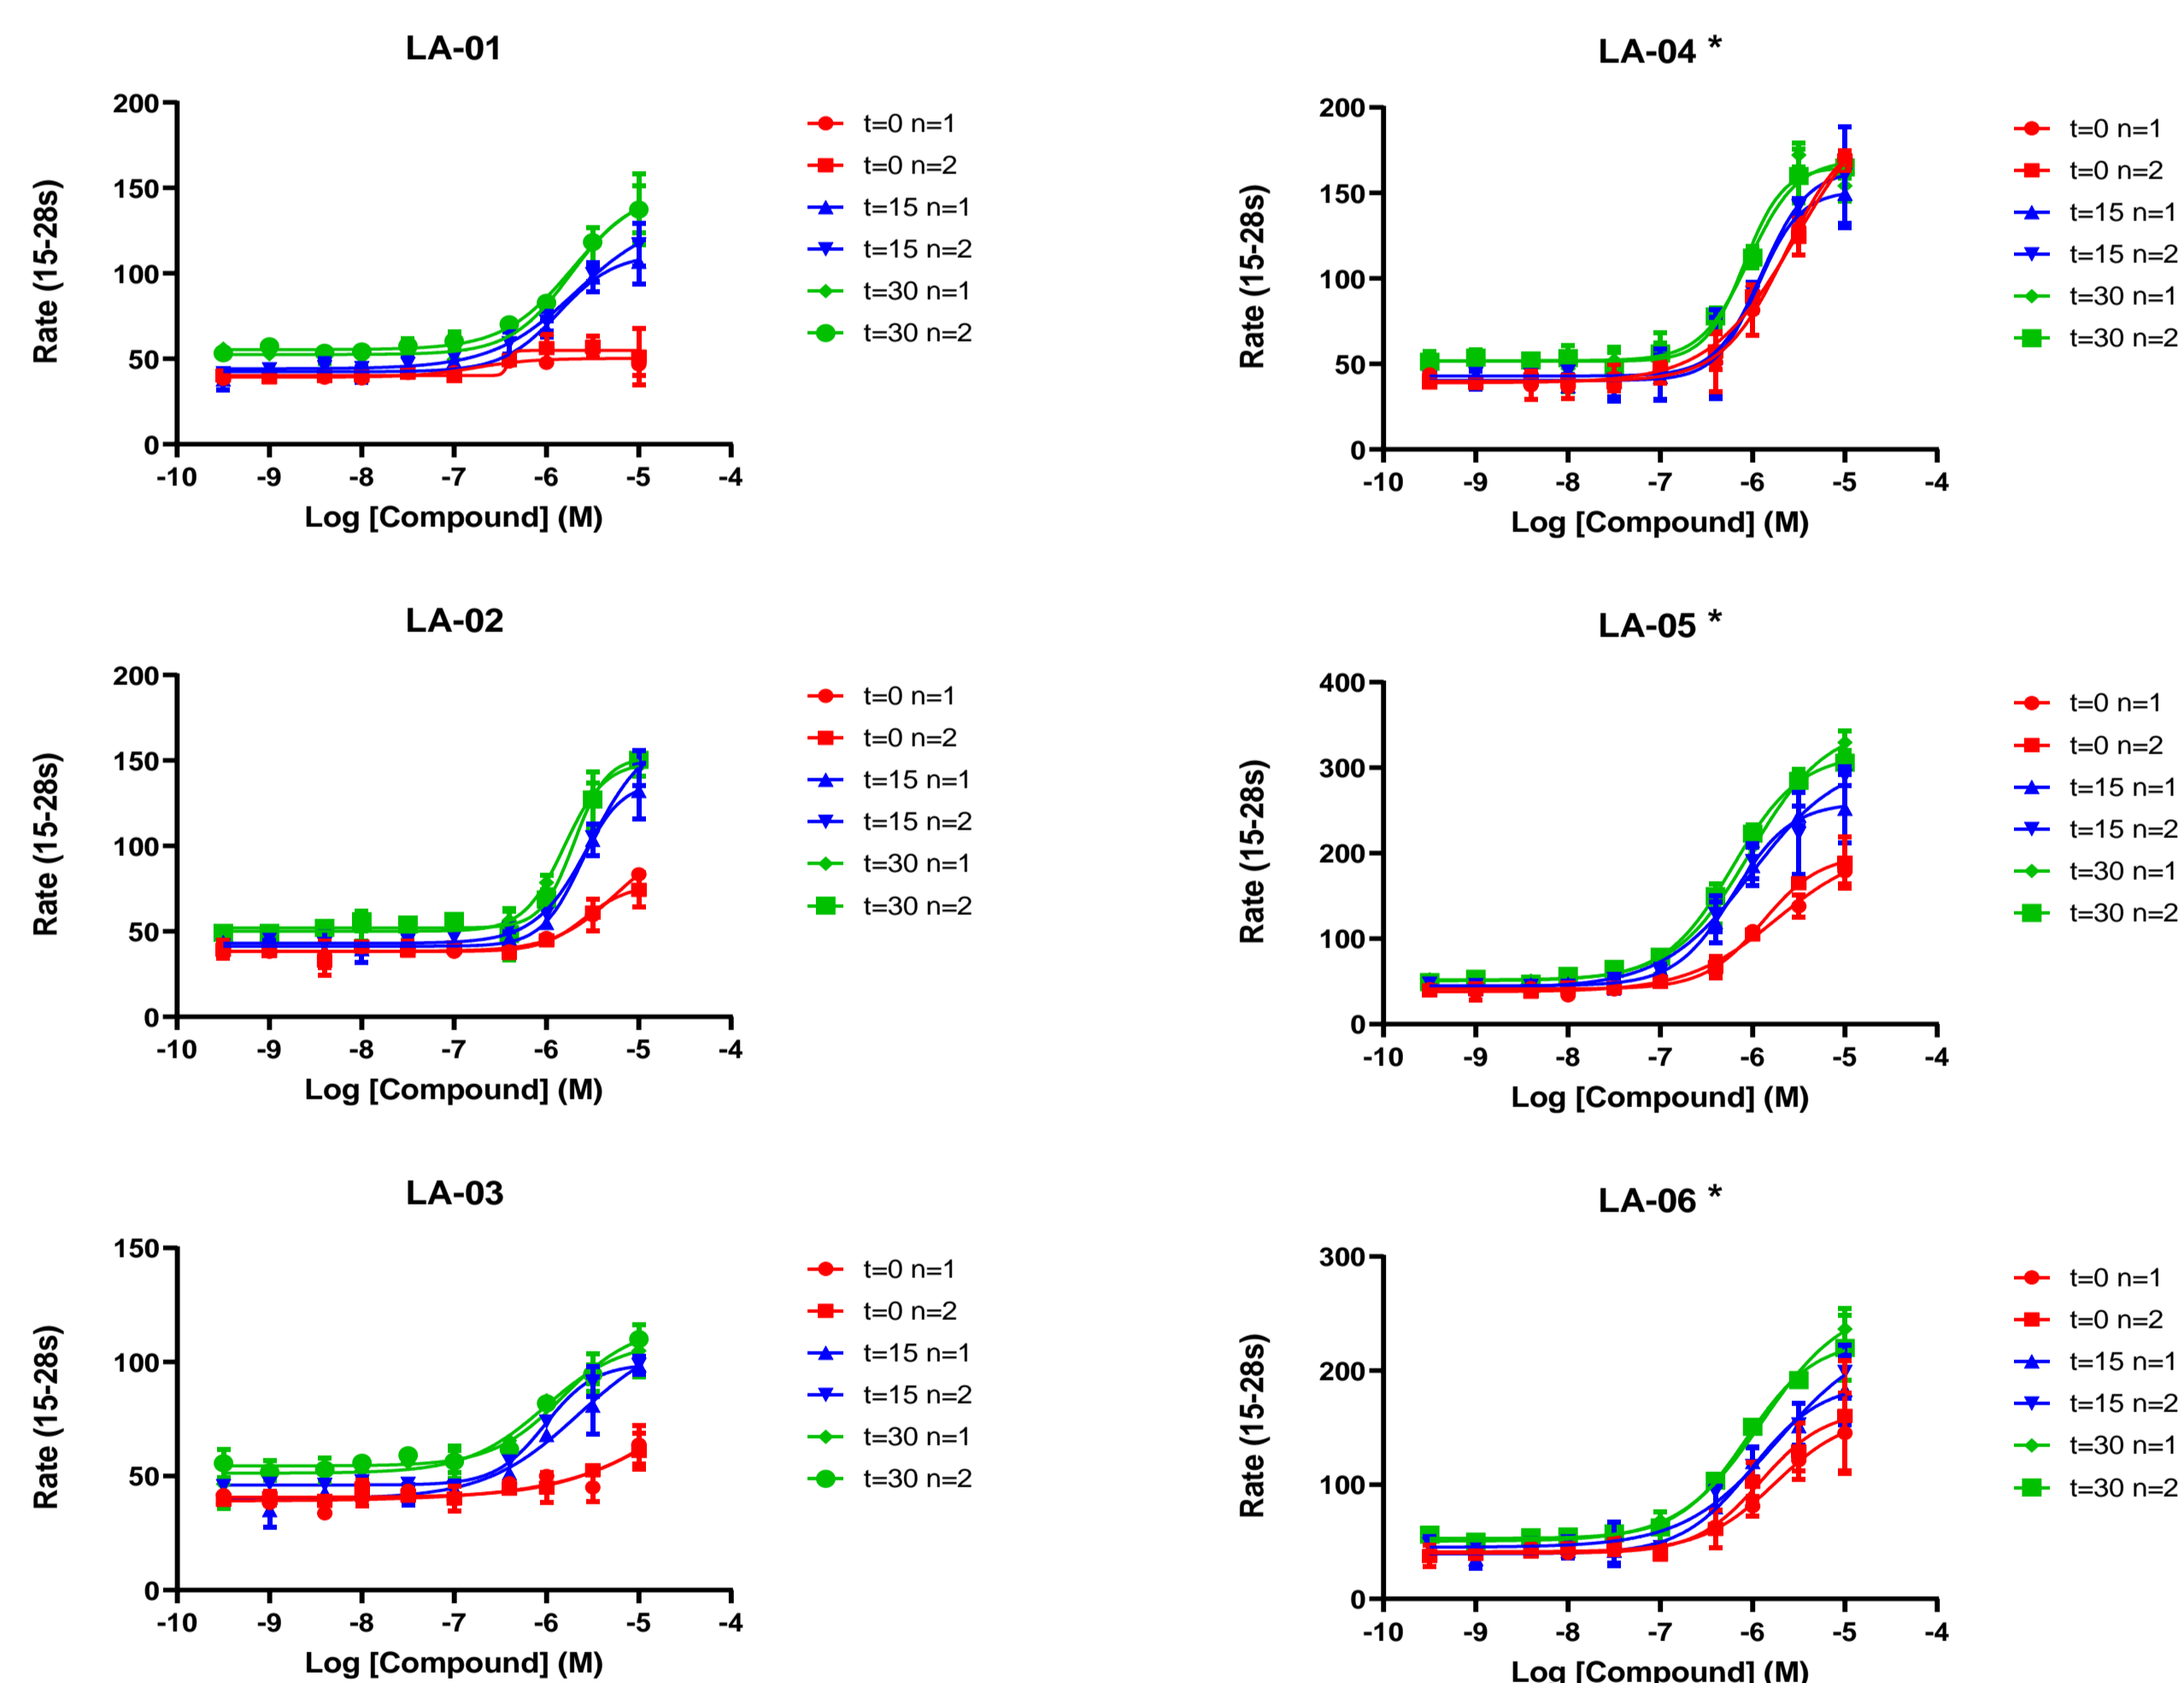 LA-01
200
150
100
50
0
-10 -9 -8 -7 -6 -5 -4
Rate (15-28s)
Log [Compound] (M)
t=0 n=1
t=0 n=2
t=15 n=1
t=15 n=2
t=30 n=1
t=30 n=2
LA-04 *
200
150
100
50
0
-10 -9 -8 -7 -6 -5 -4
Rate (15-28s)
Log [Compound] (M)
t=0 n=1
t=0 n=2
t=15 n=1
t=15 n=2
t=30 n=1
t=30 n=2
LA-02
200
150
100
50
0
-10 -9 -8 -7 -6 -5 -4
Rate (15-28s)
Log [Compound] (M)
t=0 n=1
t=0 n=2
t=15 n=1
t=15 n=2
t=30 n=1
t=30 n=2
LA-05 *
400
300
200
100
0
-10 -9 -8 -7 -6 -5 -4
Rate (15-28s)
Log [Compound] (M)
t=0 n=1
t=0 n=2
t=15 n=1
t=15 n=2
t=30 n=1
t=30 n=2
LA-03
150
100
50
0
-10 -9 -8 -7 -6 -5 -4
Rate (15-28s)
Log [Compound] (M)
t=0 n=1
t=0 n=2
t=15 n=1
t=15 n=2
t=30 n=1
t=30 n=2
LA-06 *
300
200
100
0
-10 -9 -8 -7 -6 -5 -4
Rate (15-28s)
Log [Compound] (M)
t=0 n=1
t=0 n=2
t=15 n=1
t=15 n=2
t=30 n=1
t=30 n=2